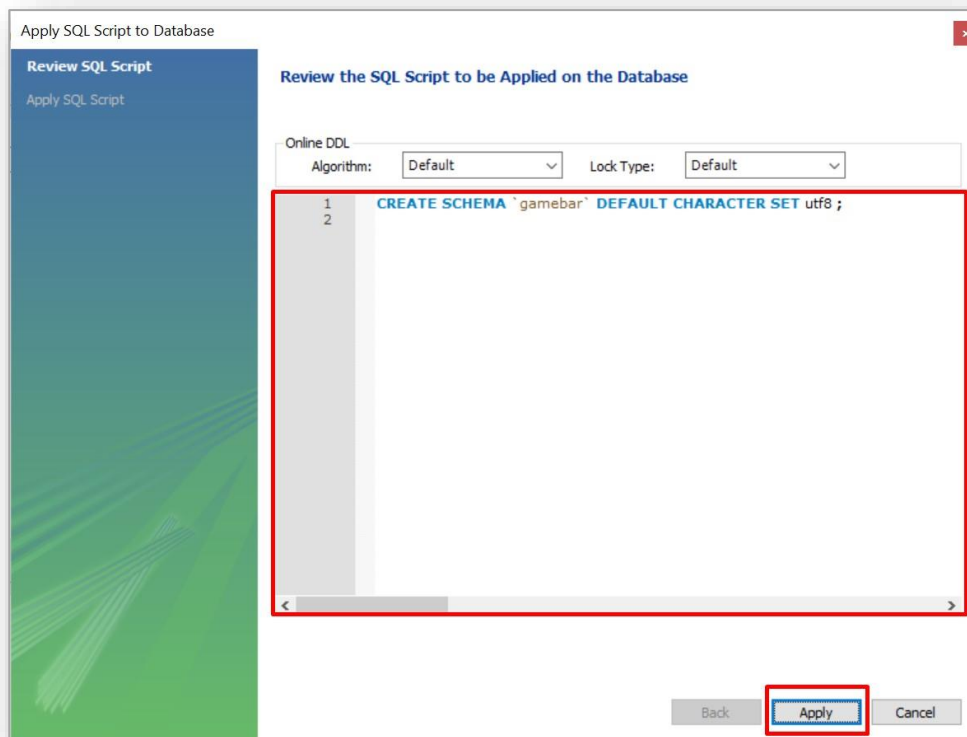 Apply SQL Script to Database
Review SQL Script
Apply SQL Script
Review the SQL Script to be Applied on the Database
Online DDL
Algorithm: Default Lock Type: Default
1 CREATE SCHEMA `gamebar` DEFAULT CHARACTER SET utf8 ;
2
Back Apply Cancel